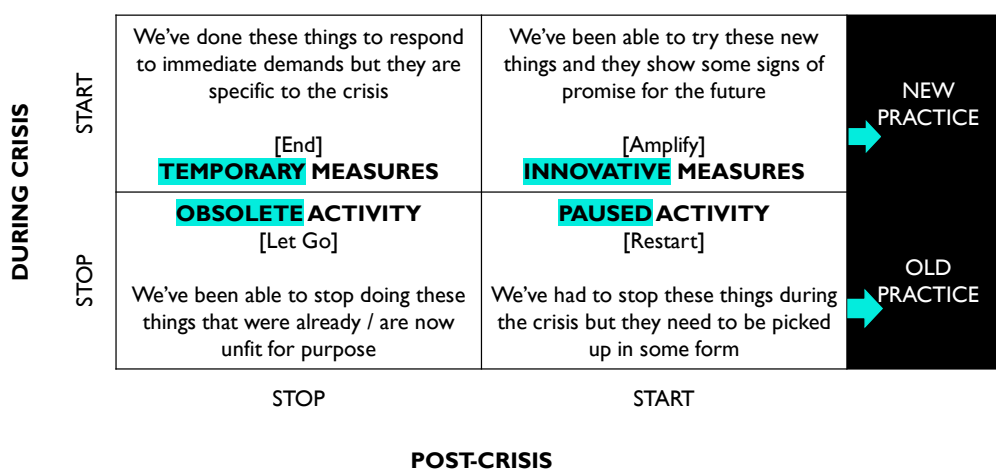 DURING CRISIS
START
We've done these things to respond
to immediate demands but they are
specific to the crisis
[End]
TEMPORARY MEASURES
We've been able to try these new
things and they show some signs of
promise for the future
[Amplify]
INNOVATIVE MEASURES
NEW
PRACTICE
STOP
OBSOLETE ACTIVITY
[Let Go]
We've been able to stop doing these
things that were already / are now
unfit for purpose
PAUSED ACTIVITY
[Restart]
We've had to stop these things during
the crisis but they need to be picked
up in some form
OLD
PRACTICE
STOP
START
POST-CRISIS